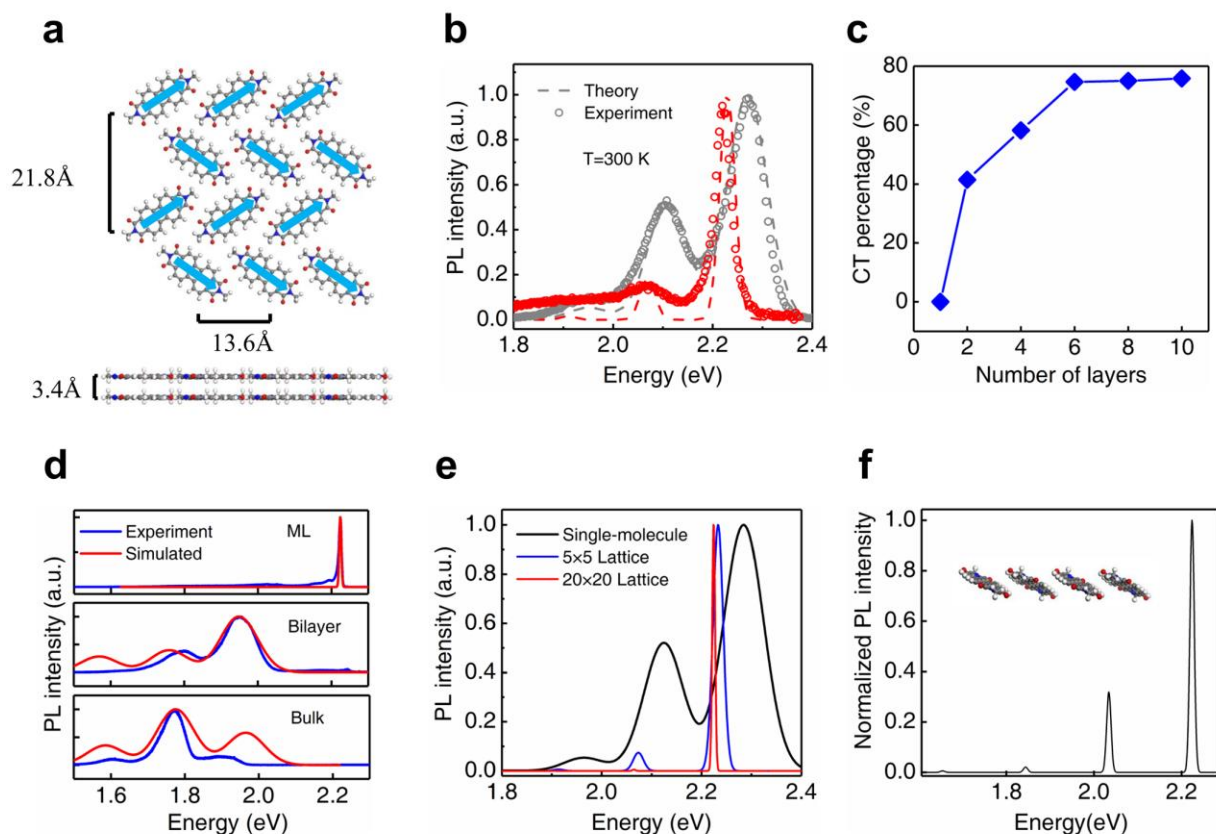 a
21.8Å
13.6Å
3.4Å
b
PL intensity (a.u.)
1.0
0.8
0.6
0.4
0.2
0.0
Theory
Experiment
T=300 K
1.8 2.0 2.2 2.4
Energy (eV)
c
CT percentage (%)
80
60
40
20
0
0 2 4 6 8 10
Number of layers
d
PL intensity (a.u.)
Experiment
Simulated
ML
Bilayer
Bulk
1.6 1.8 2.0 2.2
Energy (eV)
e
PL intensity (a.u.)
1.0
0.8
0.6
0.4
0.2
0.0
Single-molecule
5×5 Lattice
20×20 Lattice
1.8 2.0 2.2 2.4
Energy (eV)
f
Normalized PL intensity
1.0
0.8
0.6
0.4
0.2
0.0
1.8 2.0 2.2
Energy(eV)